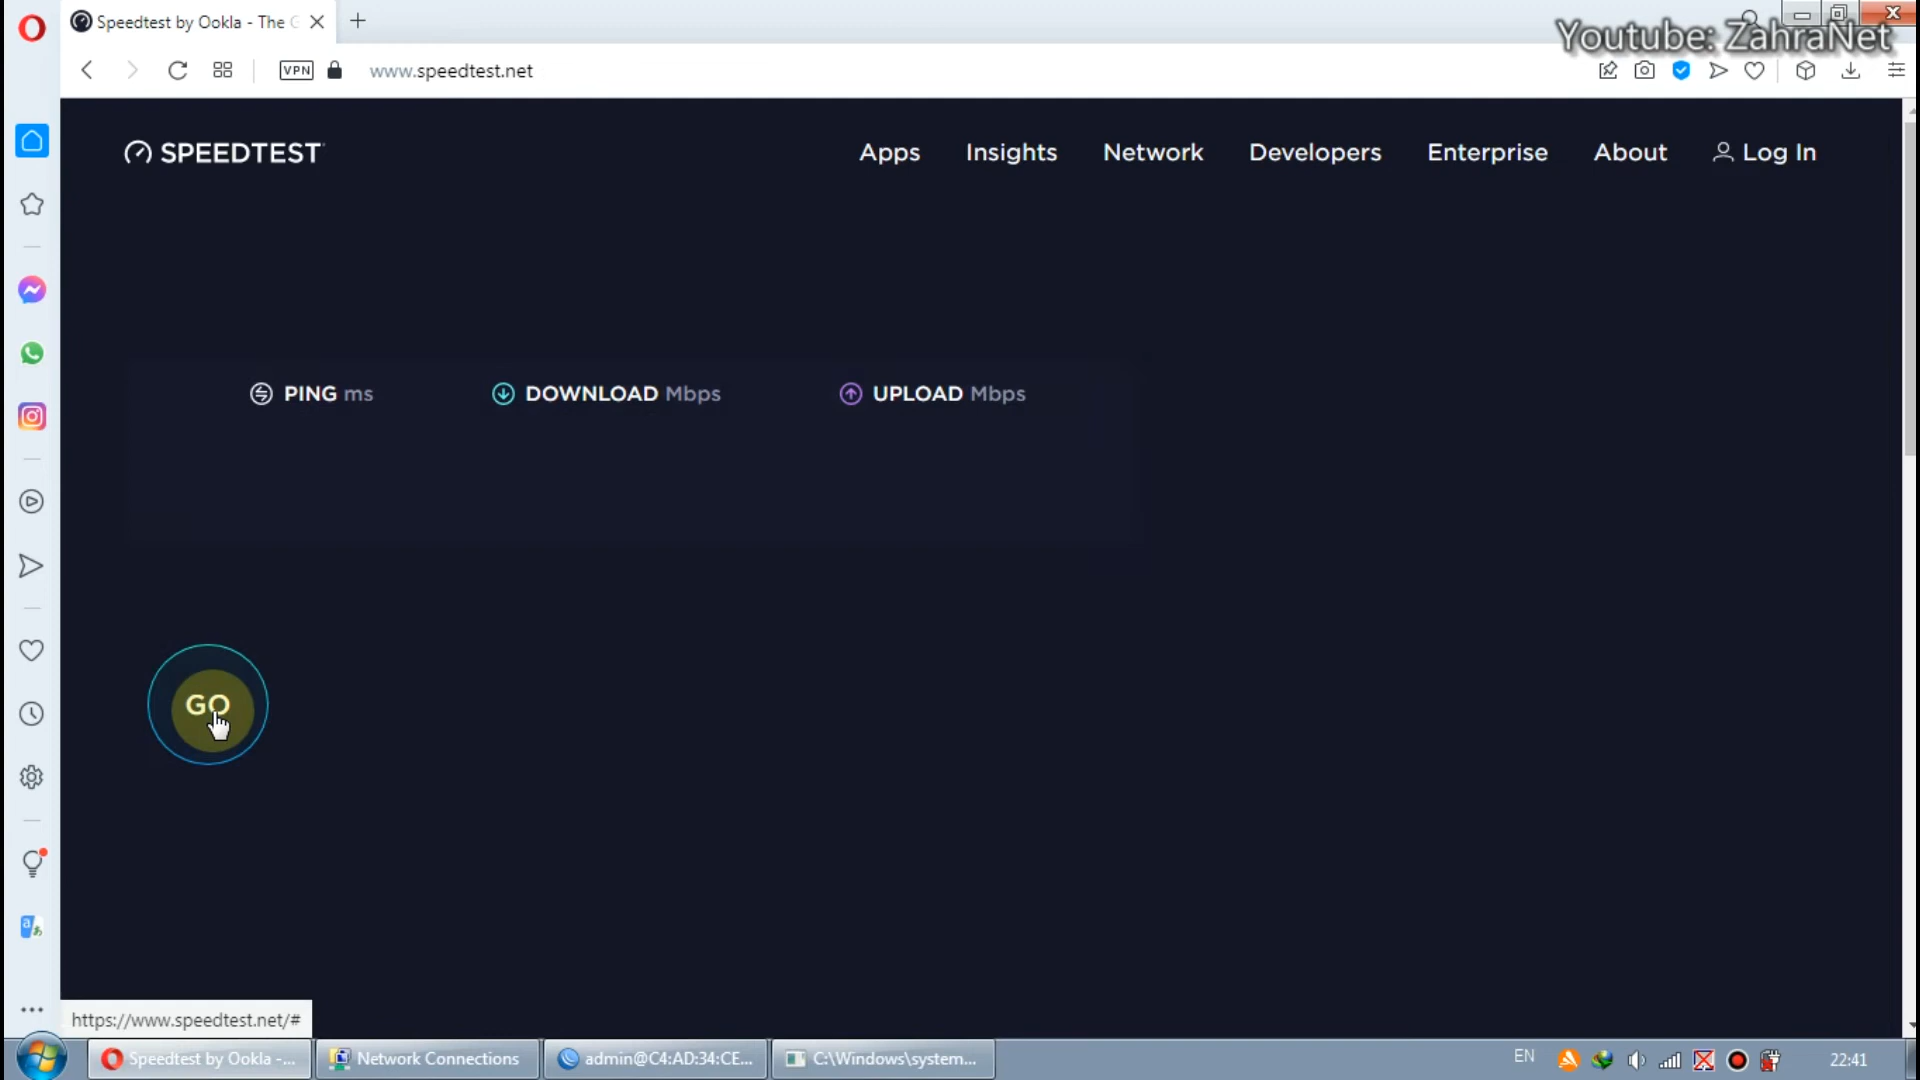 Speedtest by Ookla - The G
Youtube: ZahraNet
VPN
www.speedtest.net
SPEEDTEST
Apps
Insights
Network
Developers
Enterprise
About
Log In
PING ms
DOWNLOAD Mbps
UPLOAD Mbps
GO
https://www.speedtest.net/#
Speedtest by Ookla -...
Network Connections
admin@C4:AD:34:CE...
C:\Windows\system...
EN
22:41